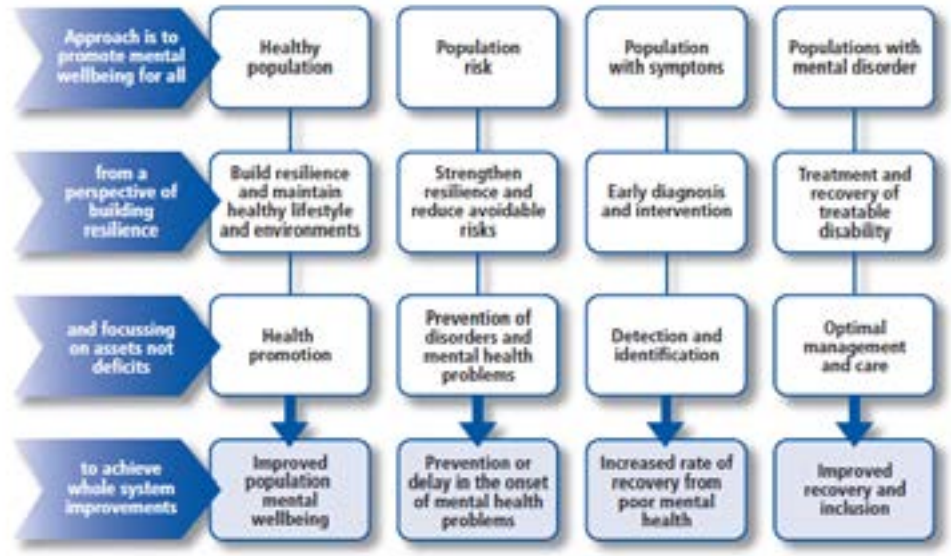 Approach is to
promote mental
wellbeing for all
Healthy
population
Population
risk
Population
with symptons
Populations with
mental disorder
from a
perspective of
building
resilience
Build resilience
and maintain
healthy lifestyle
and environments
Strengthen
resilience and
reduce avoidable
risks
Early diagnosis
and intervention
Treatment and
recovery of
treatable
disability
and focussing
on assets not
deficits
Health
promotion
Prevention of
disorders and
mental health
problems
Detection and
identification
Optimal
management
and care
to achieve
whole system
improvements
Improved
population
mental
wellbeing
Prevention or
delay in the onset
of mental health
problems
Increased rate of
recovery from
poor mental
health
Improved
recovery and
inclusion